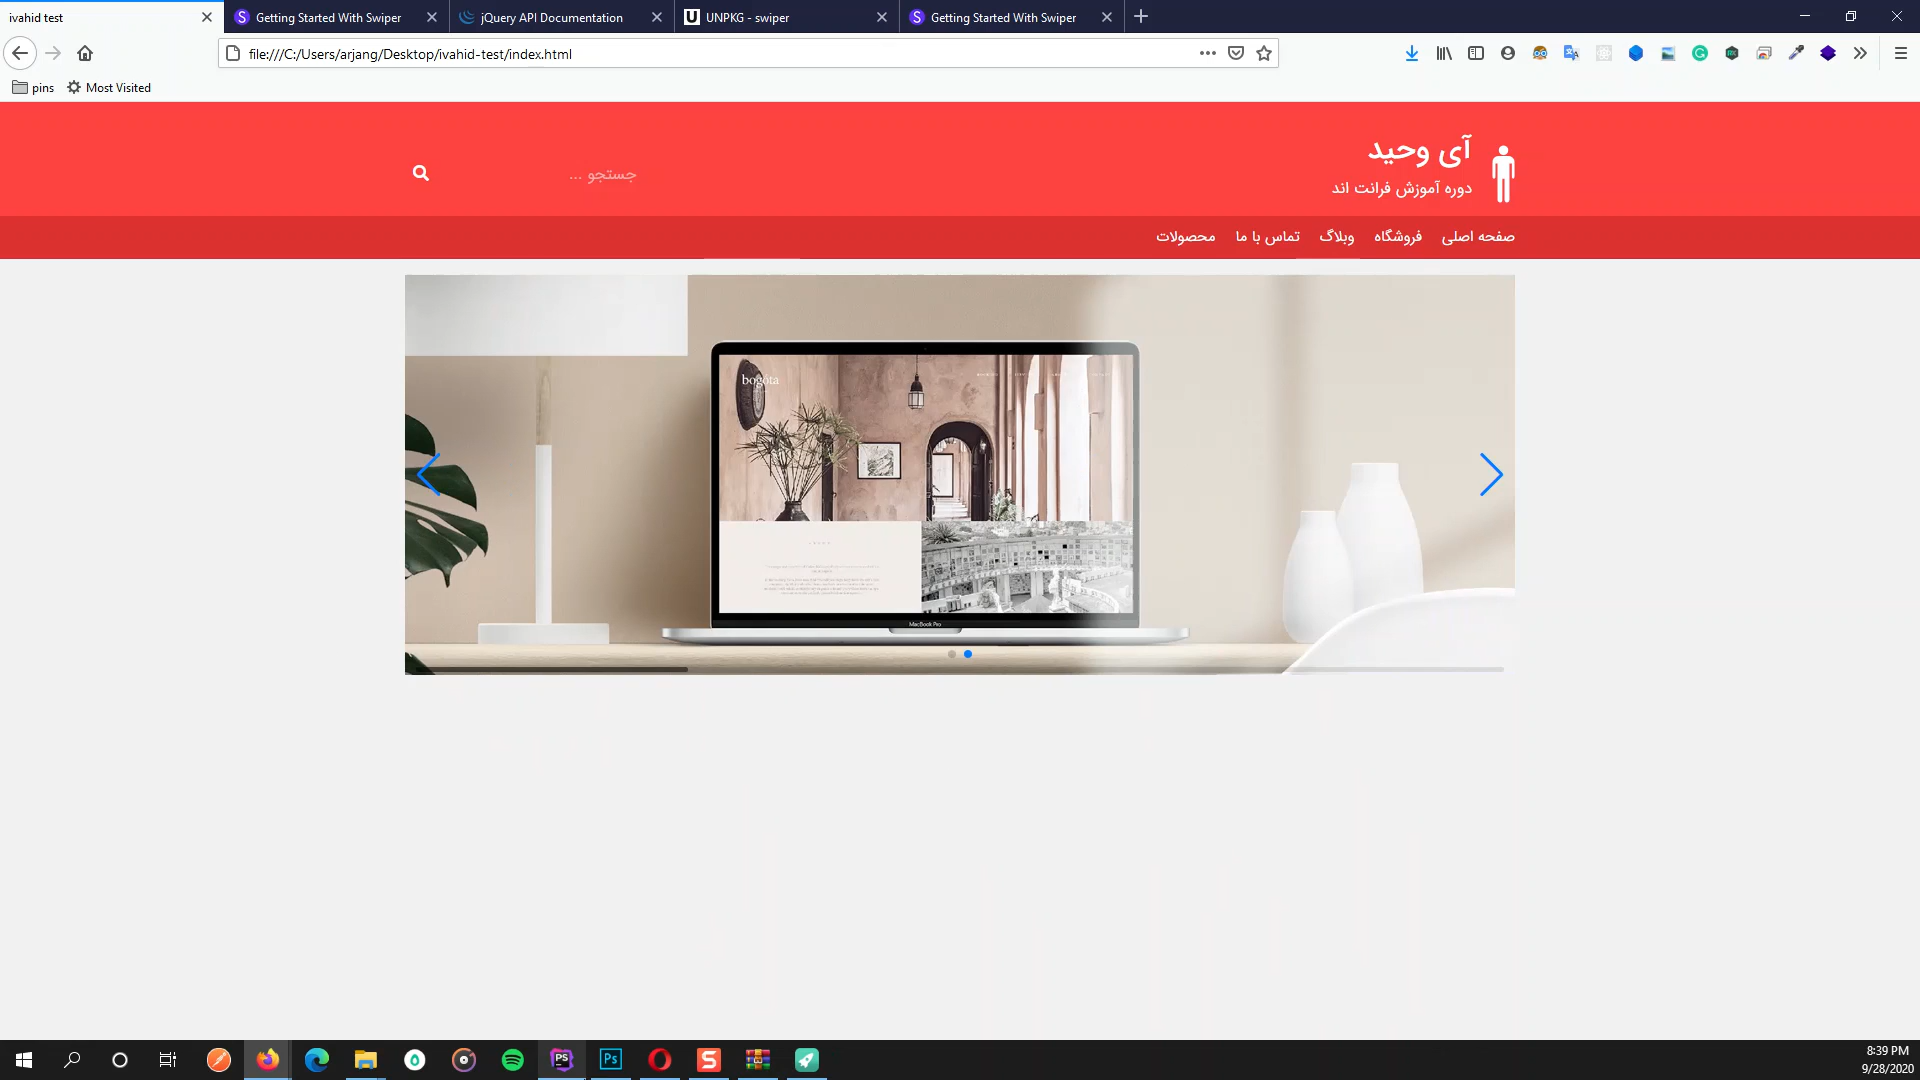 ivahid test
Getting Started With Swiper
jQuery API Documentation
UNPKG - swiper
Getting Started With Swiper
file:///C:/Users/arjang/Desktop/ivahid-test/index.html
pins
Most Visited
آی وحید
دوره آموزش فرانت اند
جستجو ...
صفحه اصلی
فروشگاه
وبلاگ
تماس با ما
محصولات
bogota
MacBook Pro
8:39 PM
9/28/2020